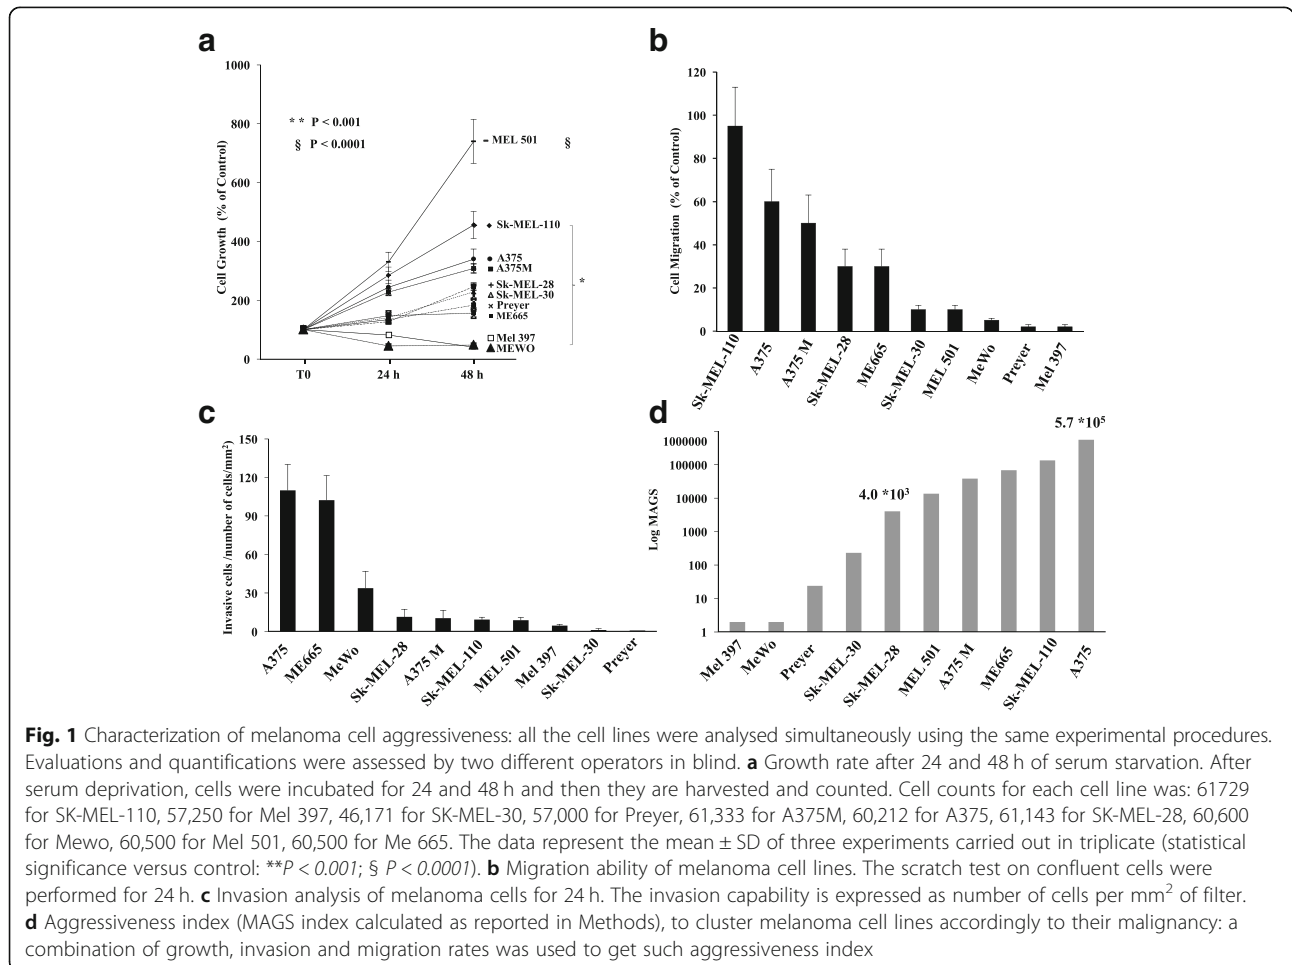 a
1000
800
600
400
200
0
Cell Growth (% of Control)
** P < 0.001
§ P < 0.0001
MEL 501 §
Sk-MEL-110
A375
A375M
Sk-MEL-28
*
Sk-MEL-30
Preyer
ME665
Mel 397
MEWO
T0 24 h 48 h
b
120
100
80
60
40
20
0
Cell Migration (% of Control)
Sk-MEL-110 A375 A375 M Sk-MEL-28 ME665 Sk-MEL-30 MEL 501 MeWo Preyer Mel 397
c
150
120
90
60
30
0
Invasive cells /number of cells/mm²)
A375 ME665 MeWo Sk-MEL-28 A375 M Sk-MEL-110 MEL 501 Mel 397 Sk-MEL-30 Preyer
d
5.7 *10⁵
4.0 *10³
1000000
100000
10000
1000
100
10
1
Log MAGS
Mel 397 MeWo Preyer Sk-MEL-30 Sk-MEL-28 MEL 501 A375 M ME665 Sk-MEL-110 A375
Fig. 1 Characterization of melanoma cell aggressiveness: all the cell lines were analysed simultaneously using the same experimental procedures.
Evaluations and quantifications were assessed by two different operators in blind. a Growth rate after 24 and 48 h of serum starvation. After
serum deprivation, cells were incubated for 24 and 48 h and then they are harvested and counted. Cell counts for each cell line was: 61729
for SK-MEL-110, 57,250 for Mel 397, 46,171 for SK-MEL-30, 57,000 for Preyer, 61,333 for A375M, 60,212 for A375, 61,143 for SK-MEL-28, 60,600
for Mewo, 60,500 for Mel 501, 60,500 for Me 665. The data represent the mean ± SD of three experiments carried out in triplicate (statistical
significance versus control: **P < 0.001; § P < 0.0001). b Migration ability of melanoma cell lines. The scratch test on confluent cells were
performed for 24 h. c Invasion analysis of melanoma cells for 24 h. The invasion capability is expressed as number of cells per mm² of filter.
d Aggressiveness index (MAGS index calculated as reported in Methods), to cluster melanoma cell lines accordingly to their malignancy: a
combination of growth, invasion and migration rates was used to get such aggressiveness index